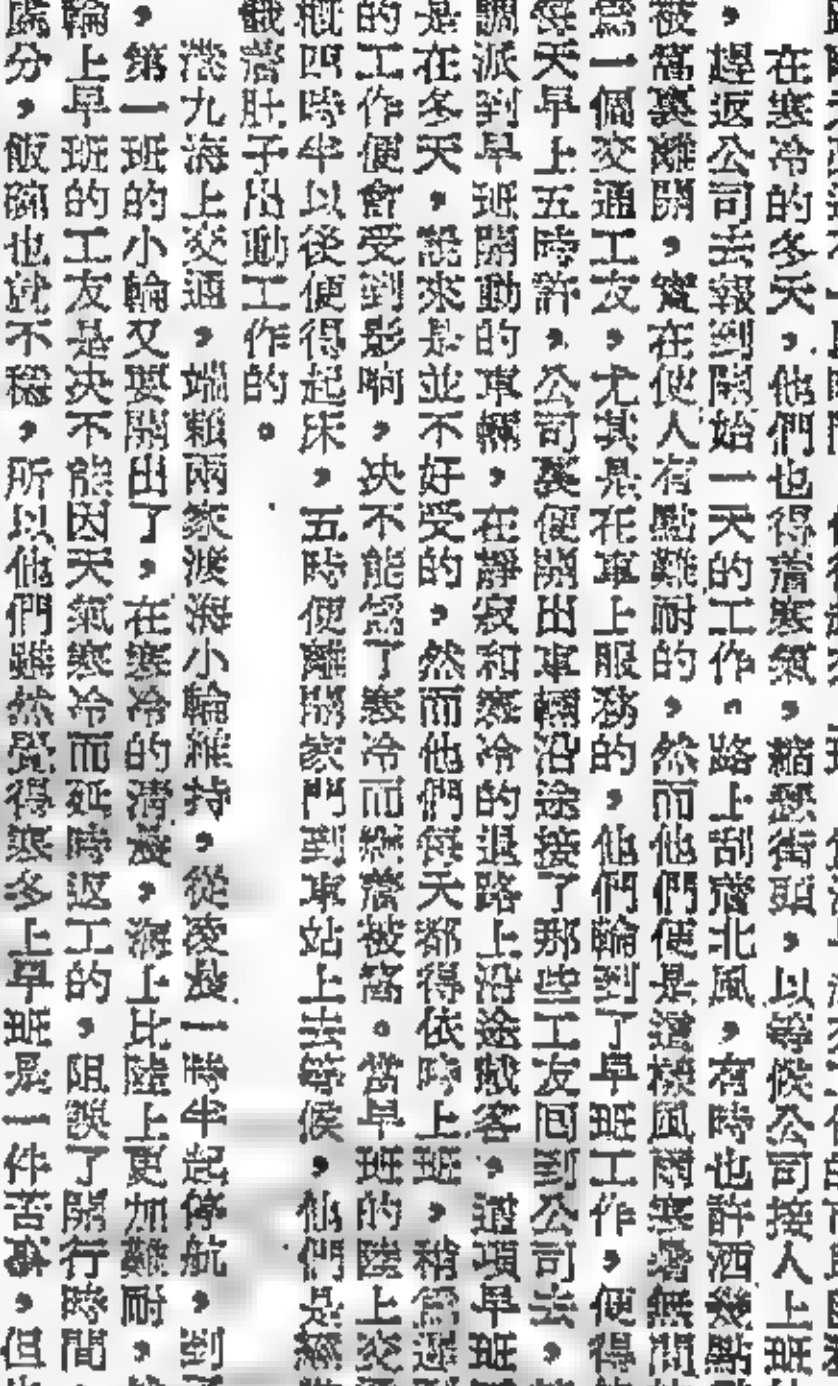 在寒冷的冬天，他們也得着寒氣，縮瑟街頭，以等候公司接人上班
趕返公司去報到開始一天的工作。路上刮着北風，有時也許洒幾點
被窩裏離開，實在使人有點難耐的，然而他們便是這樣風雨寒暑無間
為一個交通工友，尤其是在車上服務的，他們輪到了早班工作，便得
每天早上五時許，公司裏便開出車輛沿途接了那些工友囘到公司去，
調派到早班開動的車輛，在靜寂和寒冷的道路上沿途載客，這項早班
是在冬天，說來是並不好受的，然而他們每天都得依時上班，稍為遲
的工作便會受到影响，决不能為了寒冷而戀着被窩。當早班的陸上交
概四時半以後便得起床，五時便離開家門到車站上去等候，他們是
餓着肚子出動工作的。
港九海上交通，端賴兩家渡海小輪維持，從凌晨一時半起停航，到
第一班的小輪又要開出了，在寒冷的清晨，海上比陸上更加難耐，
輪上早班的工友是决不能因天氣寒冷而延時返工的，阻誤了開行時間，
處分，飯碗也就不穩，所以他們雖然覺得寒冬上早班是一件苦事，但